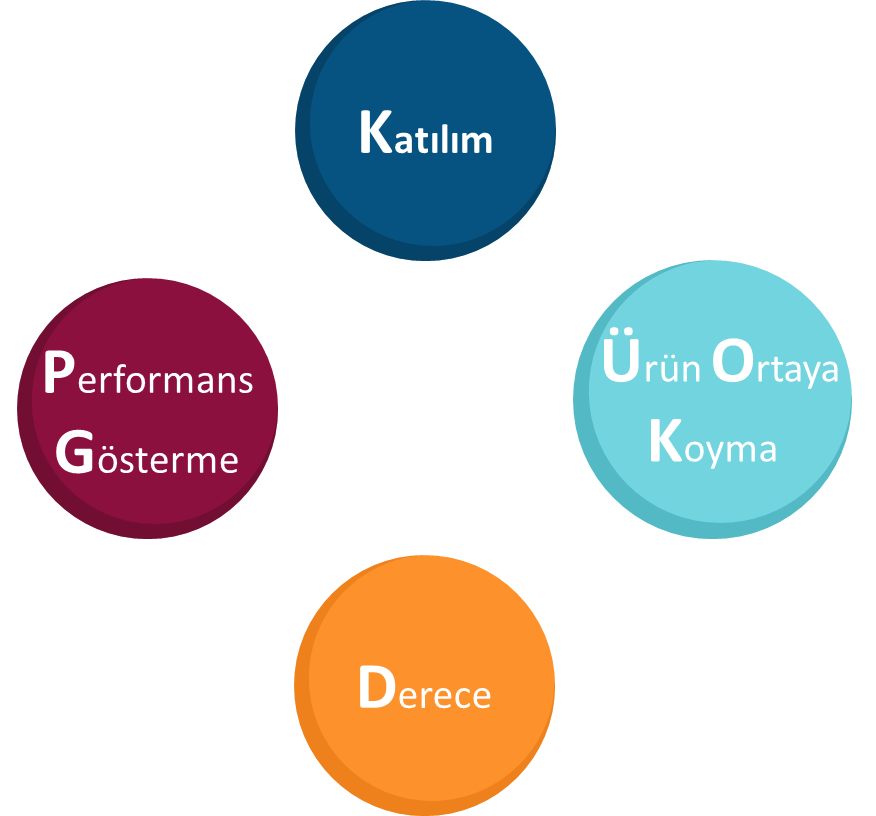 Katılım
Performans
Gösterme
Ürün Ortaya
Koyma
Derece